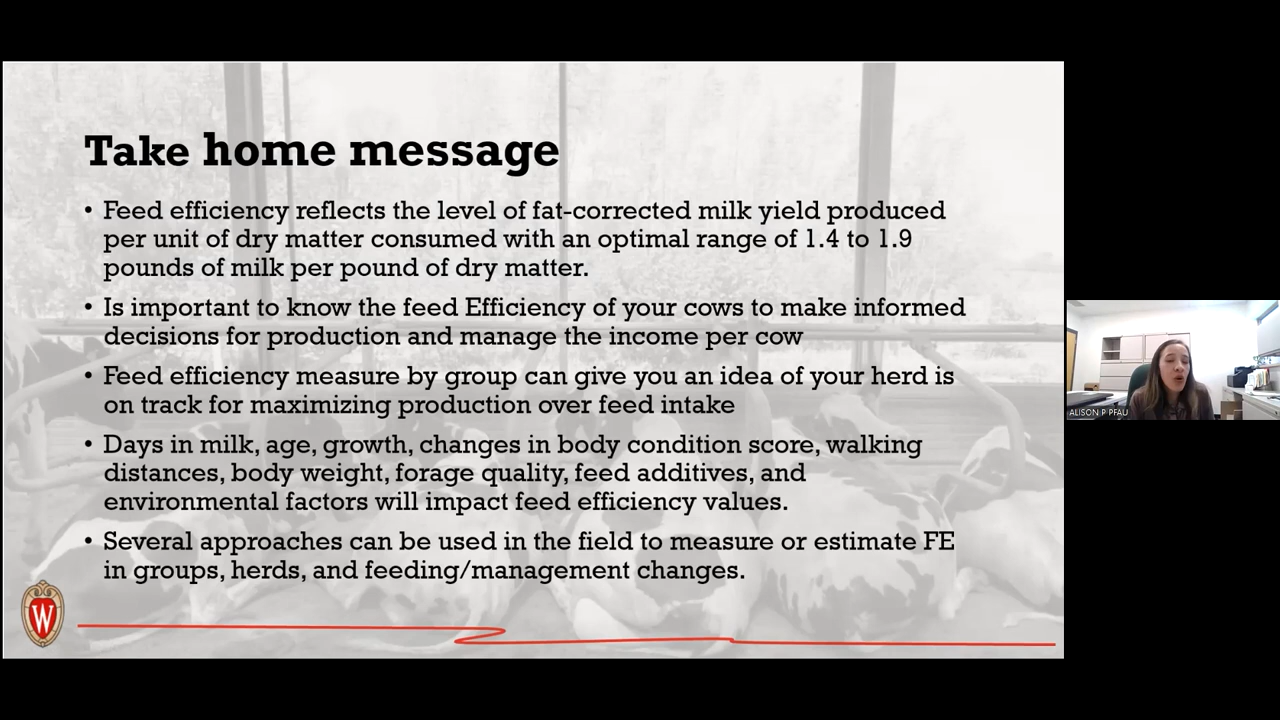 Take home message
• Feed efficiency reflects the level of fat-corrected milk yield produced
per unit of dry matter consumed with an optimal range of 1.4 to 1.9
pounds of milk per pound of dry matter.
• Is important to know the feed Efficiency of your cows to make informed
decisions for production and manage the income per cow
• Feed efficiency measure by group can give you an idea of your herd is
on track for maximizing production over feed intake
• Days in milk, age, growth, changes in body condition score, walking
distances, body weight, forage quality, feed additives, and
environmental factors will impact feed efficiency values.
• Several approaches can be used in the field to measure or estimate FE
in groups, herds, and feeding/management changes.
W
ALISON P PFAU